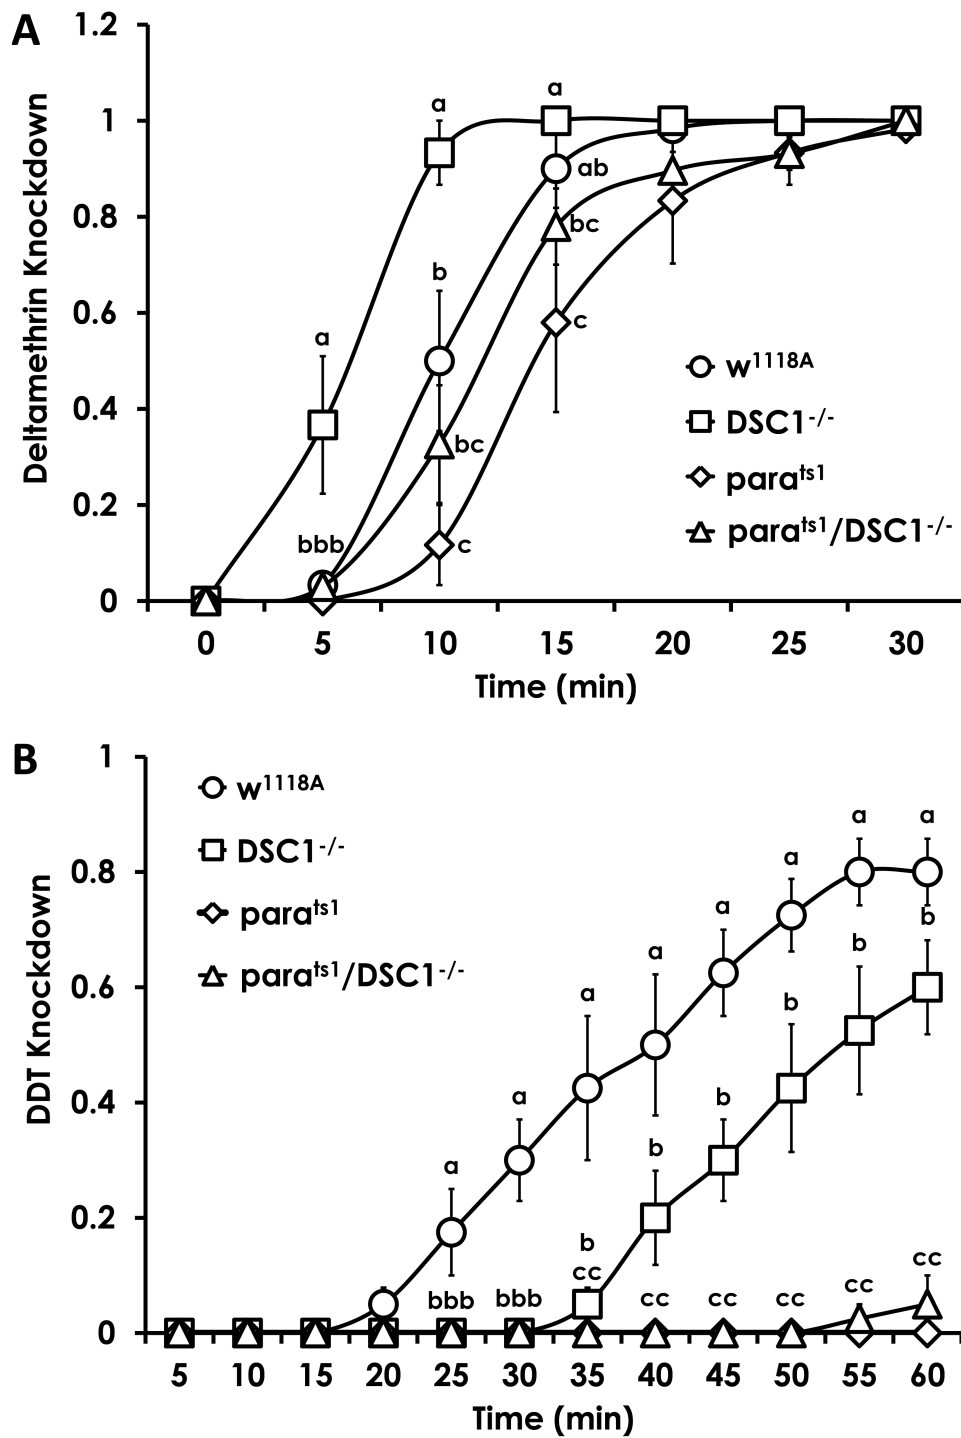 A
1.2
1
0.8
0.6
0.4
0.2
0
Deltamethrin Knockdown
a
a
a
b
ab
bc
bc
c
c
bbb
w1118A
DSC1-/-
parats1
parats1/DSC1-/-
0 5 10 15 20 25 30
Time (min)
B
1
0.8
0.6
0.4
0.2
0
DDT Knockdown
w1118A
DSC1-/-
parats1
parats1/DSC1-/-
a a a a a a a a
b b b b b b
bbb bbb cc cc cc cc cc cc
5 10 15 20 25 30 35 40 45 50 55 60
Time (min)